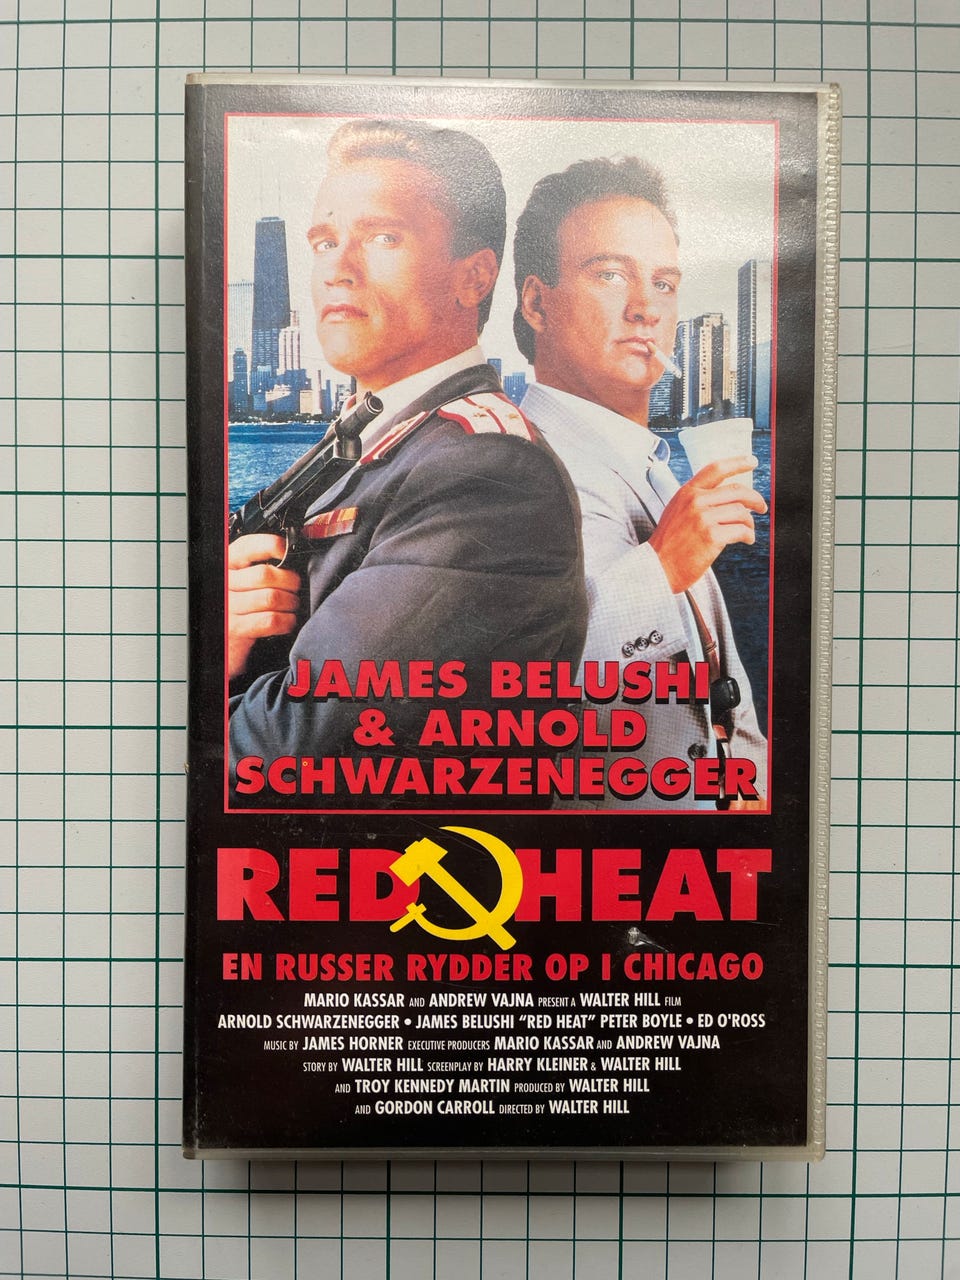 JAMES BELUSHI
& ARNOLD
SCHWARZENEGGER
RED HEAT
EN RUSSER RYDDER OP I CHICAGO
MARIO KASSAR AND ANDREW VAJNA PRESENT A WALTER HILL FILM
ARNOLD SCHWARZENEGGER • JAMES BELUSHI "RED HEAT" PETER BOYLE • ED O'ROSS
MUSIC BY JAMES HORNER EXECUTIVE PRODUCERS MARIO KASSAR AND ANDREW VAJNA
STORY BY WALTER HILL SCREENPLAY BY HARRY KLEINER & WALTER HILL
AND TROY KENNEDY MARTIN PRODUCED BY WALTER HILL
AND GORDON CARROLL DIRECTED BY WALTER HILL